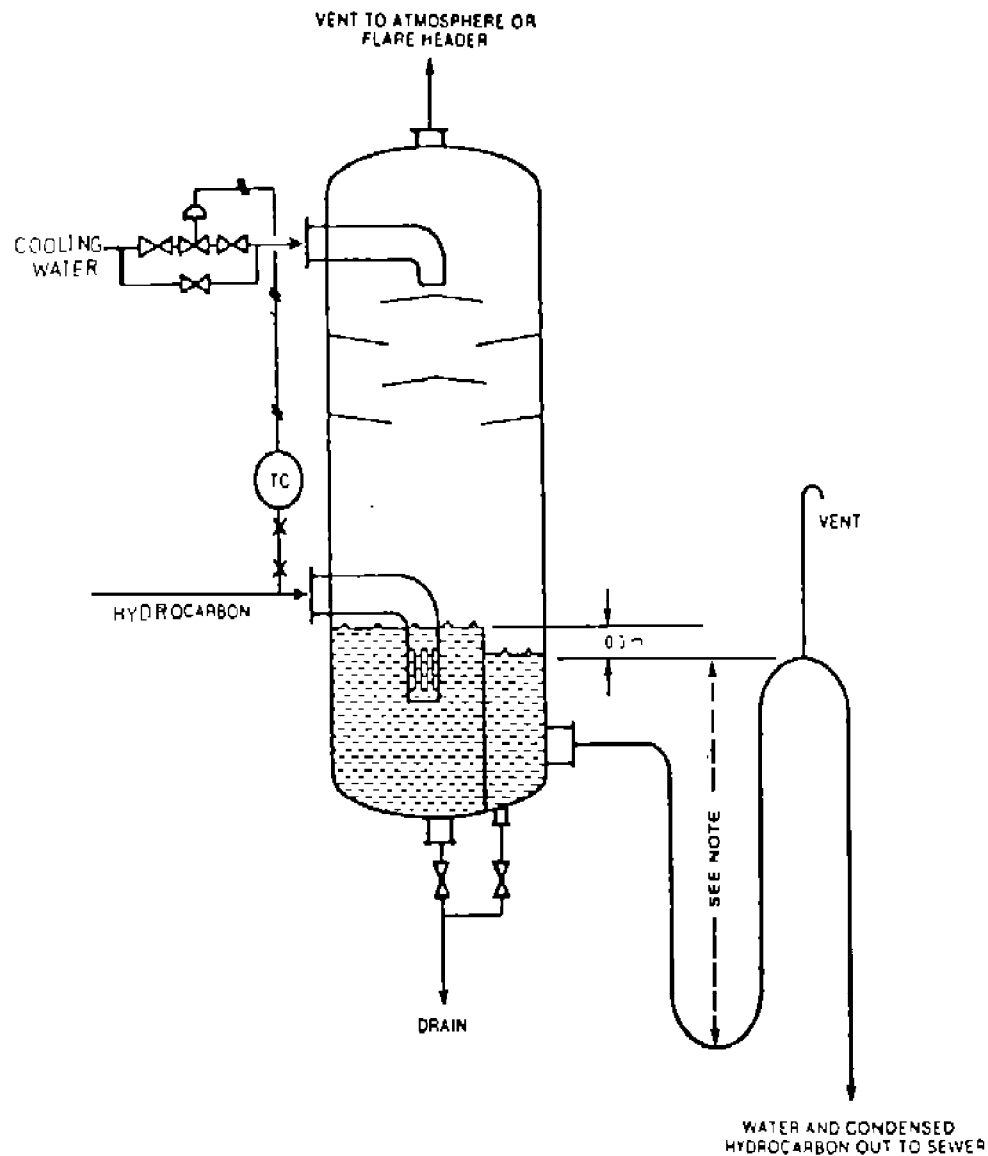 VENT TO ATMOSPHERE OR
FLARE HEADER
COOLING
WATER
TC
VENT
HYDROCARBON
SEE NOTE
DRAIN
WATER AND CONDENSED
HYDROCARBON OUT TO SEWER